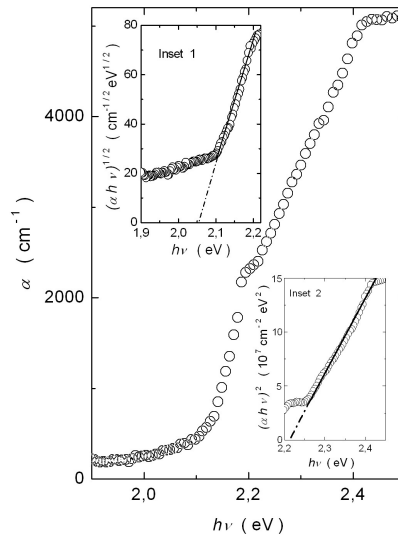 Inset 1
(αhν)1/2 (cm-1/2 eV1/2)
80
60
40
20
0
1,9 2,0 2,1 2,2
hν (eV)
α (cm-1)
4000
2000
0
Inset 2
(αhν)2 (107 cm-2 eV2)
15
10
5
0
2,2 2,3 2,4
hν (eV)
2,0 2,2 2,4
hν (eV)